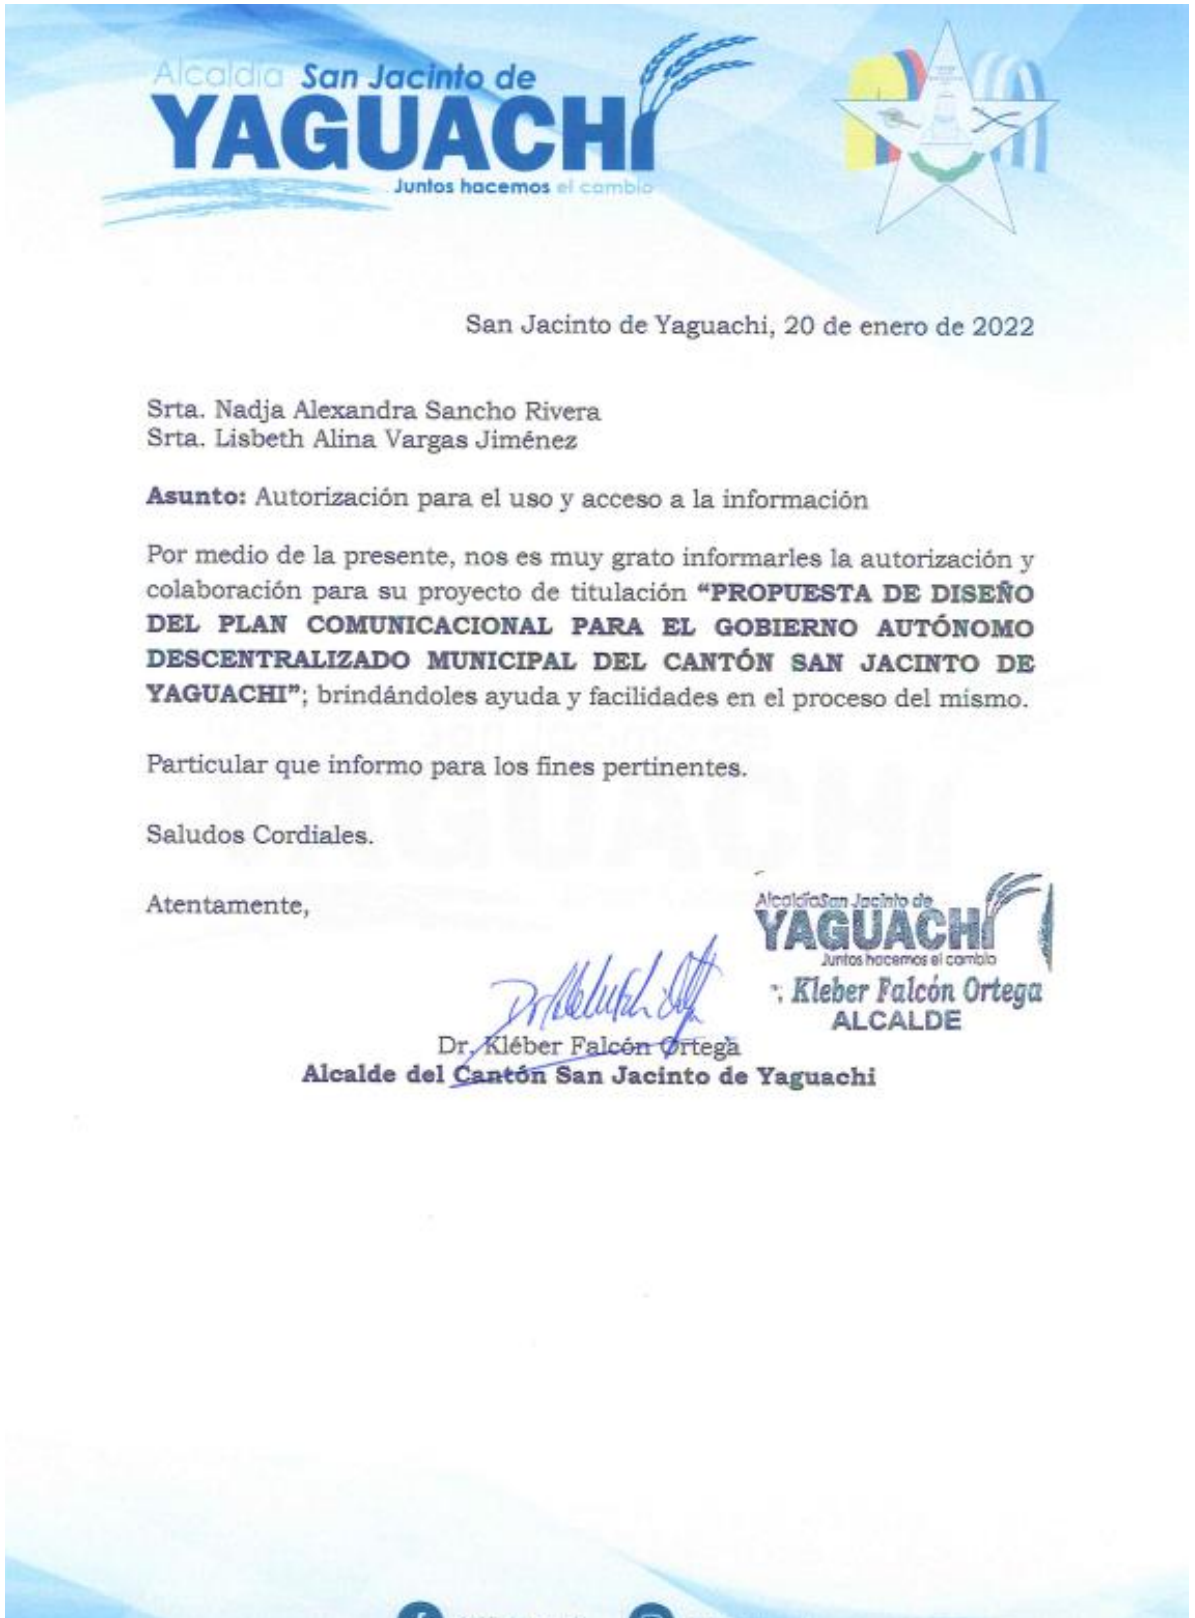 Alcaldía San Jacinto de
YAGUACHI
Juntos hacemos el cambio
San Jacinto de Yaguachi, 20 de enero de 2022
Srta. Nadja Alexandra Sancho Rivera
Srta. Lisbeth Alina Vargas Jiménez
Asunto: Autorización para el uso y acceso a la información
Por medio de la presente, nos es muy grato informarles la autorización y
colaboración para su proyecto de titulación “PROPUESTA DE DISEÑO
DEL PLAN COMUNICACIONAL PARA EL GOBIERNO AUTÓNOMO
DESCENTRALIZADO MUNICIPAL DEL CANTÓN SAN JACINTO DE
YAGUACHI”; brindándoles ayuda y facilidades en el proceso del mismo.
Particular que informo para los fines pertinentes.
Saludos Cordiales.
Atentamente,
AlcaldíaSan Jacinto de
YAGUACHI
Juntos hacemos el cambio
Kleber Falcón Ortega
ALCALDE
Dr. Kléber Falcón Ortega
Alcalde del Cantón San Jacinto de Yaguachi